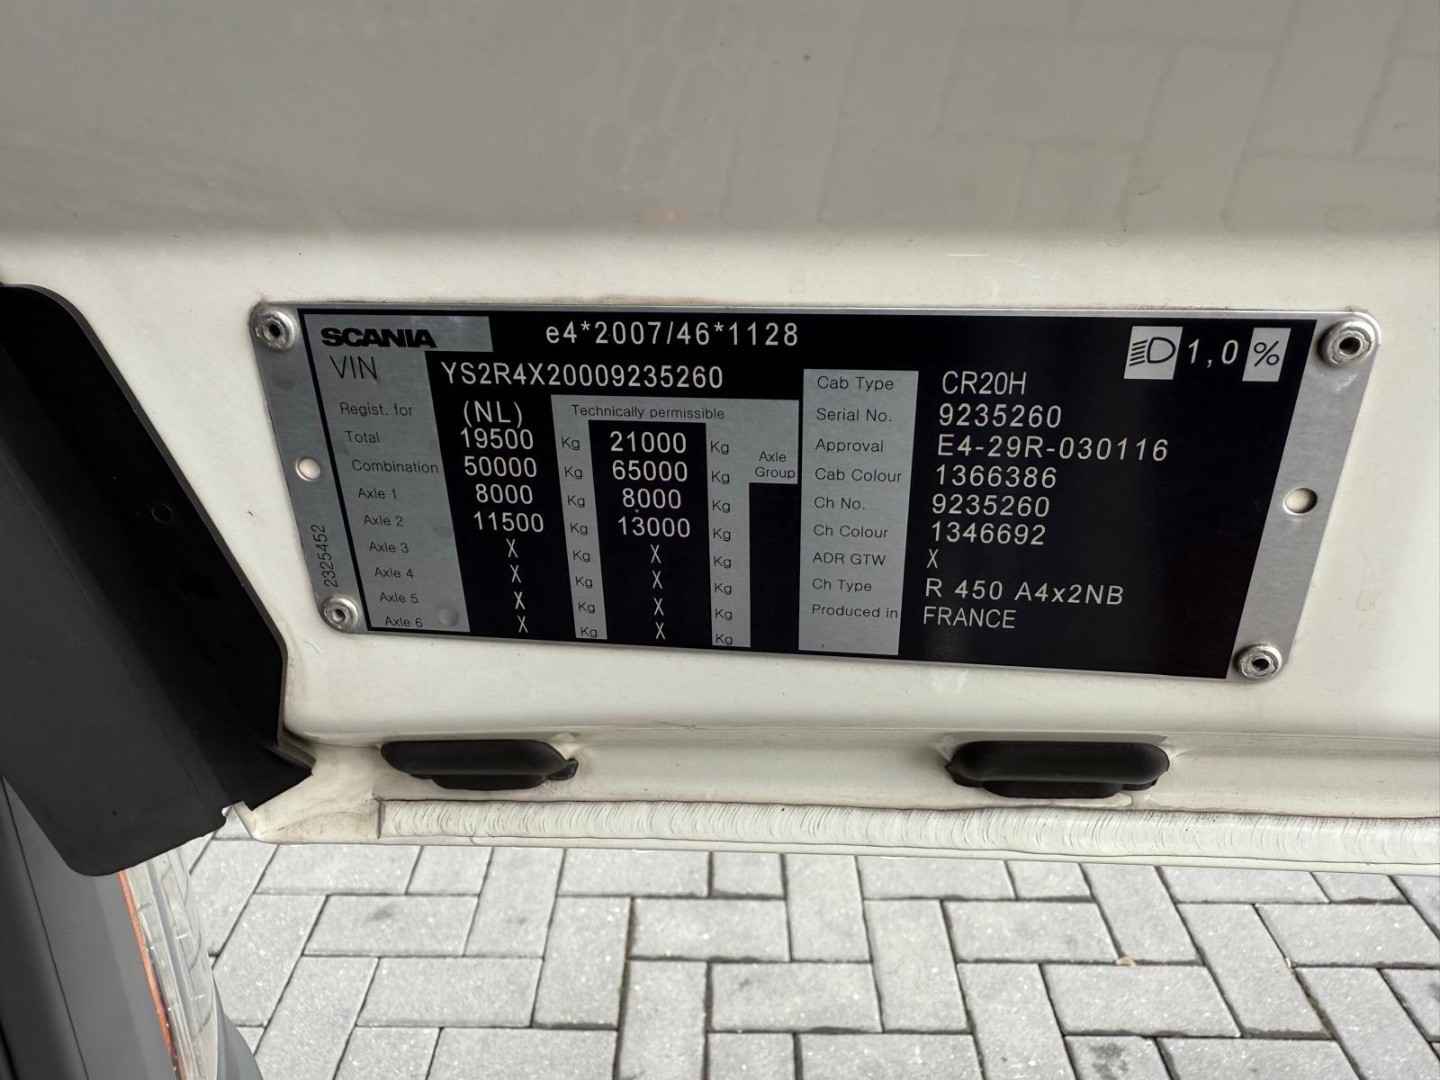 SCANIA e4*2007/46*1128 1,0 %
VIN YS2R4X20009235260
Regist. for (NL) Technically permissible
Total 19500 Kg 21000 Kg Axle Group
Combination 50000 Kg 65000 Kg
Axle 1 8000 Kg 8000 Kg
Axle 2 11500 Kg 13000 Kg
Axle 3 X Kg X Kg
Axle 4 X Kg X Kg
Axle 5 X Kg X Kg
Axle 6 X Kg X Kg
2325452
Cab Type CR20H
Serial No. 9235260
Approval E4-29R-030116
Cab Colour 1366386
Ch No. 9235260
Ch Colour 1346692
ADR GTW X
Ch Type R 450 A4x2NB
Produced in FRANCE